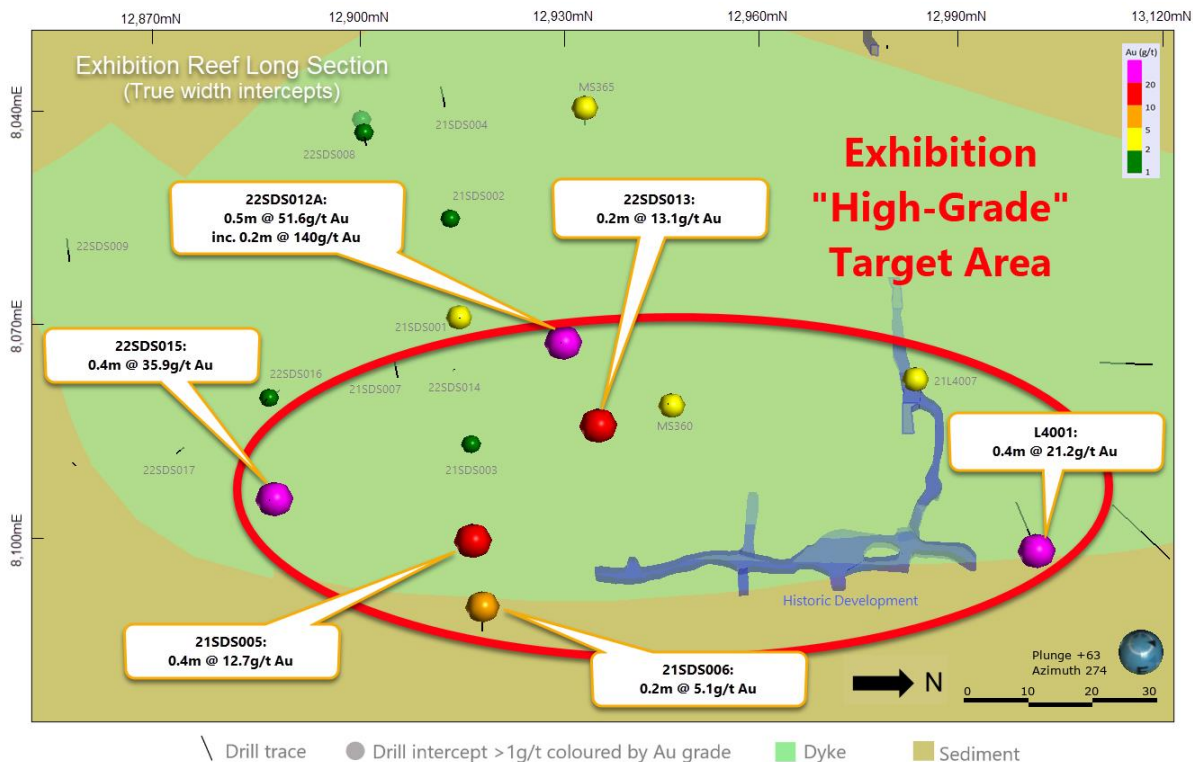 12,870mN 12,900mN 12,930mN 12,960mN 12,990mN 13,120mN
Exhibition Reef Long Section
(True width intercepts)
Au (g/t)
20
10
5
2
1
8,040mE
8,070mE
8,100mE
MS365
21SDS004
22SDS008
Exhibition
"High-Grade"
Target Area
22SDS012A:
0.5m @ 51.6g/t Au
inc. 0.2m @ 140g/t Au
21SDS002
22SDS013:
0.2m @ 13.1g/t Au
22SDS009
21SDS001
22SDS015:
0.4m @ 35.9g/t Au
22SDS016
21SDS007
22SDS014
21L4007
MS360
L4001:
0.4m @ 21.2g/t Au
22SDS017
21SDS003
Historic Development
21SDS005:
0.4m @ 12.7g/t Au
21SDS006:
0.2m @ 5.1g/t Au
N
Plunge +63
Azimuth 274
0 10 20 30
Drill trace
Drill intercept >1g/t coloured by Au grade
Dyke
Sediment